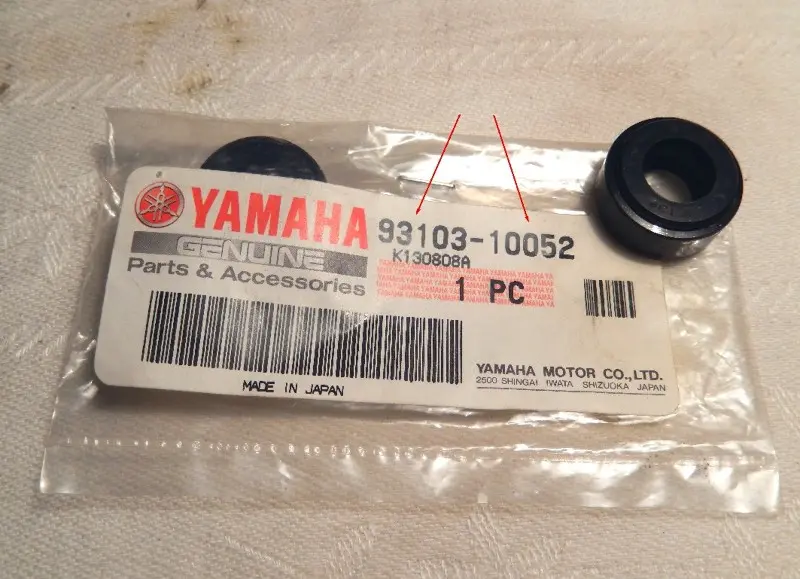 YAMAHA 93103-10052
GENUINE K130808A
Parts & Accessories 1 PC
YAMAHA MOTOR CO.,LTD.
2500 SHINGAI IWATA SHIZUOKA JAPAN
MADE IN JAPAN